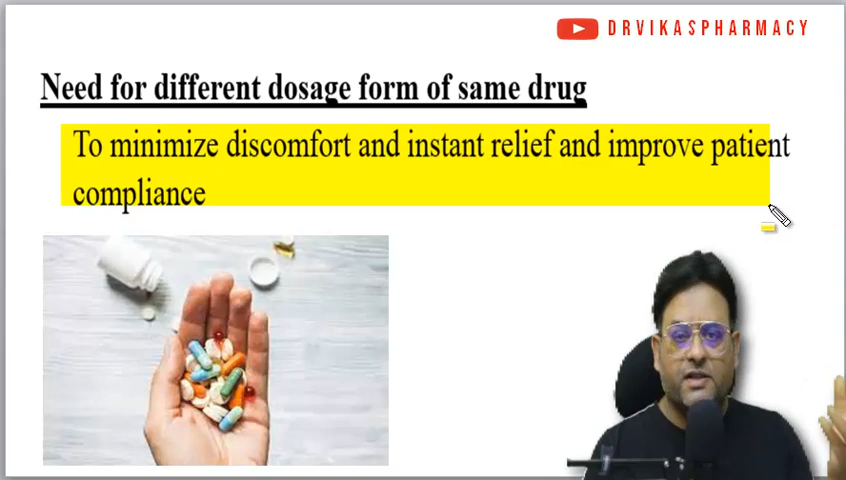 DRVIKASPHARMACY
Need for different dosage form of same drug
To minimize discomfort and instant relief and improve patient
compliance